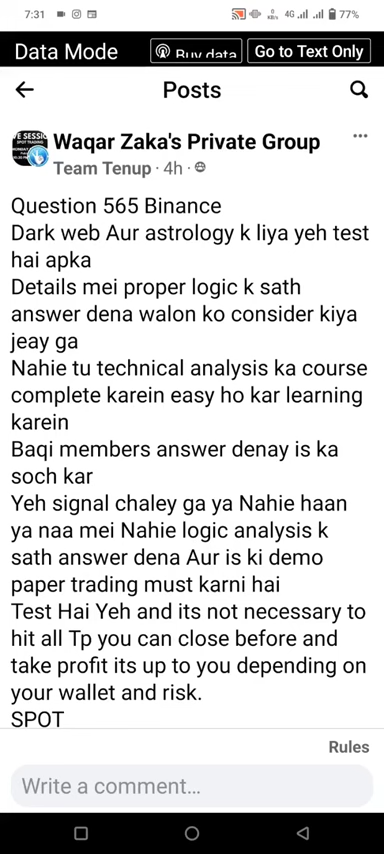 7:31
4G
77%
Data Mode
Buy data
Go to Text Only
Posts
Waqar Zaka's Private Group
Team Tenup · 4h ·
Question 565 Binance
Dark web Aur astrology k liya yeh test
hai apka
Details mei proper logic k sath
answer dena walon ko consider kiya
jeay ga
Nahie tu technical analysis ka course
complete karein easy ho kar learning
karein
Baqi members answer denay is ka
soch kar
Yeh signal chaley ga ya Nahie haan
ya naa mei Nahie logic analysis k
sath answer dena Aur is ki demo
paper trading must karni hai
Test Hai Yeh and its not necessary to
hit all Tp you can close before and
take profit its up to you depending on
your wallet and risk.
SPOT
Rules
Write a comment...